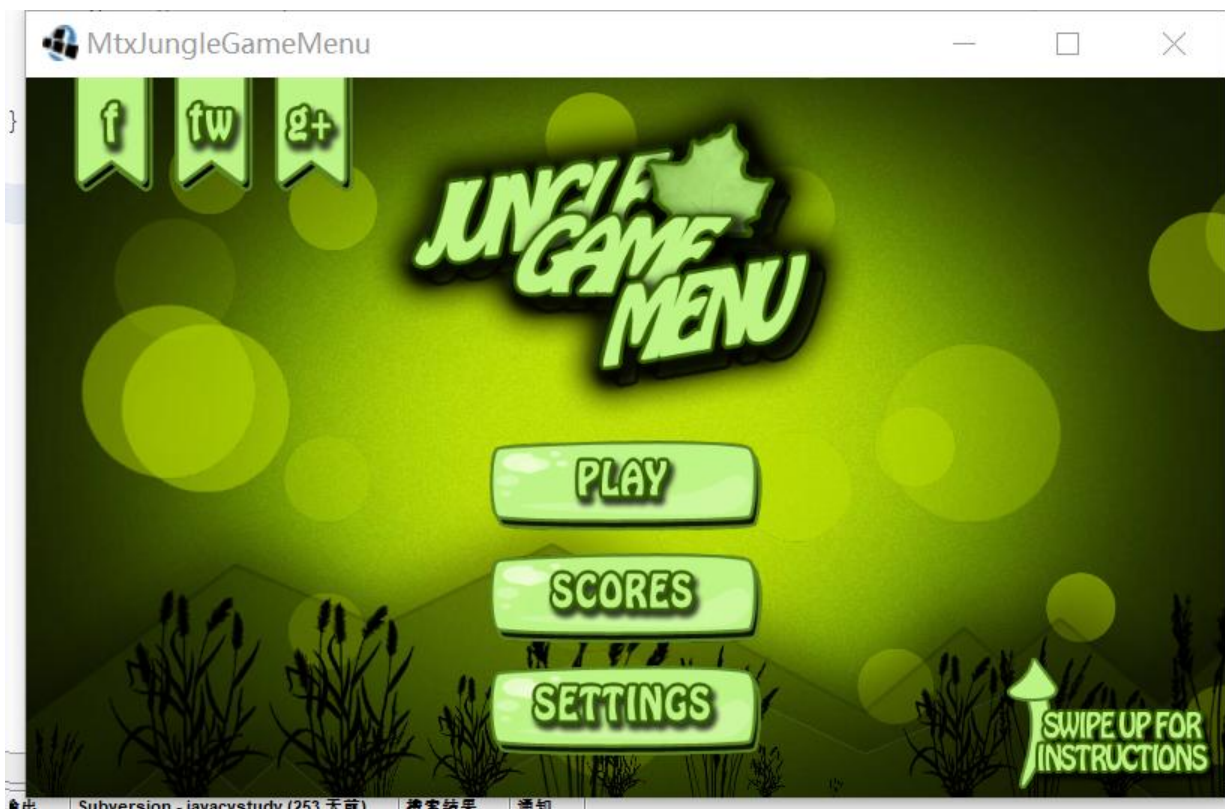 MtxJungleGameMenu
}
f tw g+
JUNGLE
GAME
MENU
PLAY
SCORES
SETTINGS
SWIPE UP FOR
INSTRUCTIONS
Subversion - javacvstudy (253 天前) 搜索结果 通知